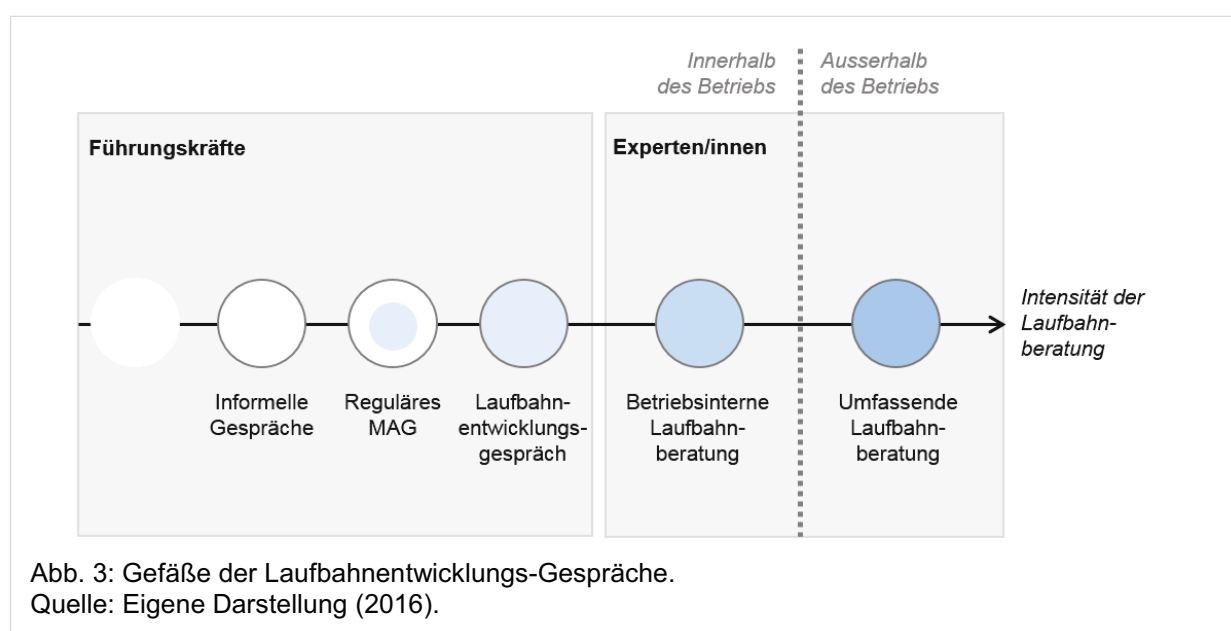 Innerhalb
des Betriebs
Ausserhalb
des Betriebs
Führungskräfte
Experten/innen
Informelle
Gespräche
Reguläres
MAG
Laufbahn-
entwicklungs-
gespräch
Betriebsinterne
Laufbahn-
beratung
Umfassende
Laufbahn-
beratung
Intensität der
Laufbahn-
beratung
Abb. 3: Gefäße der Laufbahnentwicklungs-Gespräche.
Quelle: Eigene Darstellung (2016).